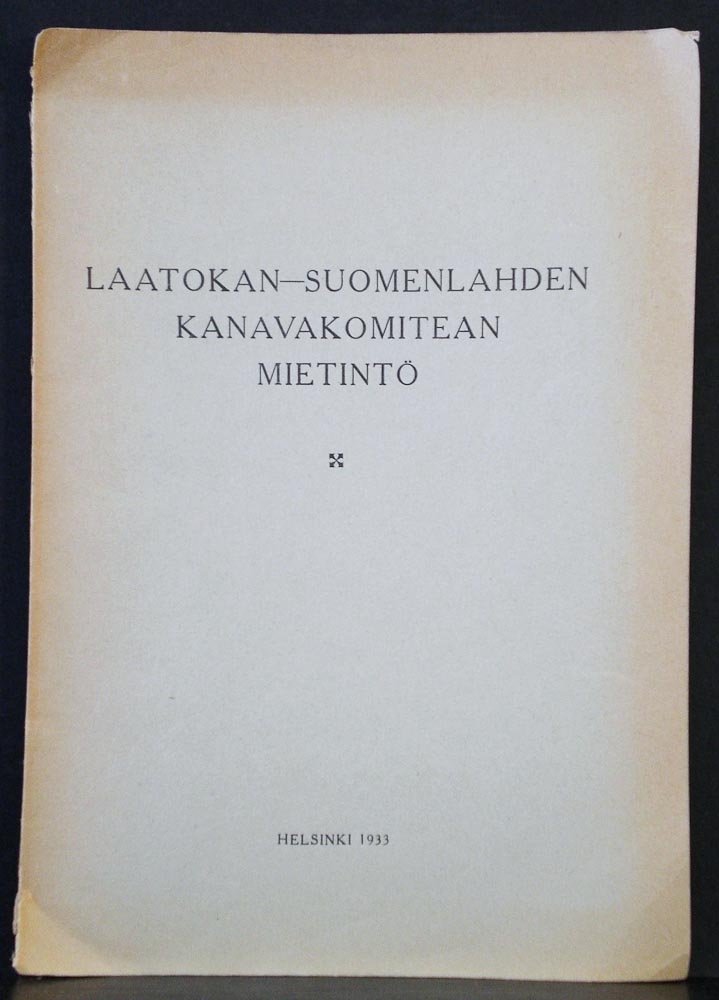 LAATOKAN—SUOMENLAHDEN
KANAVAKOMITEAN
MIETINTÖ
HELSINKI 1933